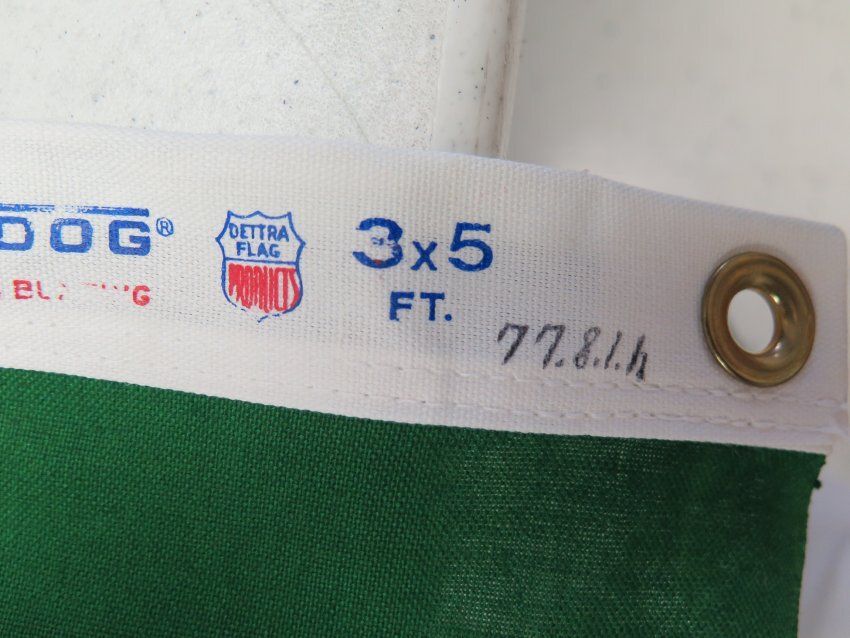 DOG®
DETTRA
FLAG
PRODUCTS
3x5
FT.
77.8.1.h